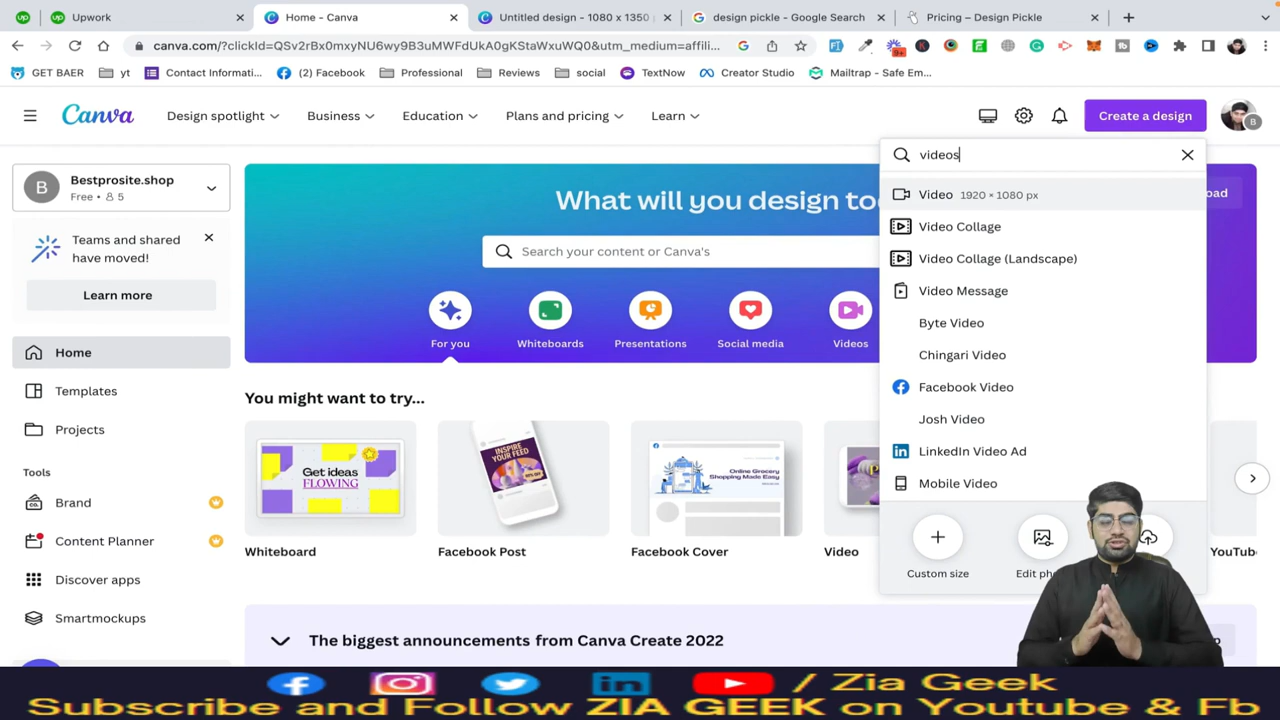 Upwork
Home - Canva
Untitled design - 1080 x 1350
design pickle - Google Search
Pricing – Design Pickle
canva.com/?clickId=QSv2rBx0mxyNU6wy9B3uMWFdUkA0gKStaWxuWQ0&utm_medium=affili...
9+
GET BAER
yt
Contact Informati...
(2) Facebook
Professional
Reviews
social
TextNow
Creator Studio
Mailtrap - Safe Em...
Canva
Design spotlight
Business
Education
Plans and pricing
Learn
Create a design
B
B
Bestprosite.shop
Free • 5
Teams and shared
have moved!
Learn more
Home
Templates
Projects
Tools
Brand
Content Planner
Discover apps
Smartmockups
What will you design to
Search your content or Canva's
For you
Whiteboards
Presentations
Social media
Videos
You might want to try...
Get ideas
FLOWING
INSPIRE
YOUR FEED
Online Grocery
Shopping Made Easy
Whiteboard
Facebook Post
Facebook Cover
Video
YouTube
The biggest announcements from Canva Create 2022
videos
Video 1920 × 1080 px
Video Collage
Video Collage (Landscape)
Video Message
Byte Video
Chingari Video
Facebook Video
Josh Video
LinkedIn Video Ad
Mobile Video
Custom size
Edit ph
oad
/ Zia Geek
Subscribe and Follow ZIA GEEK on Youtube & Fb